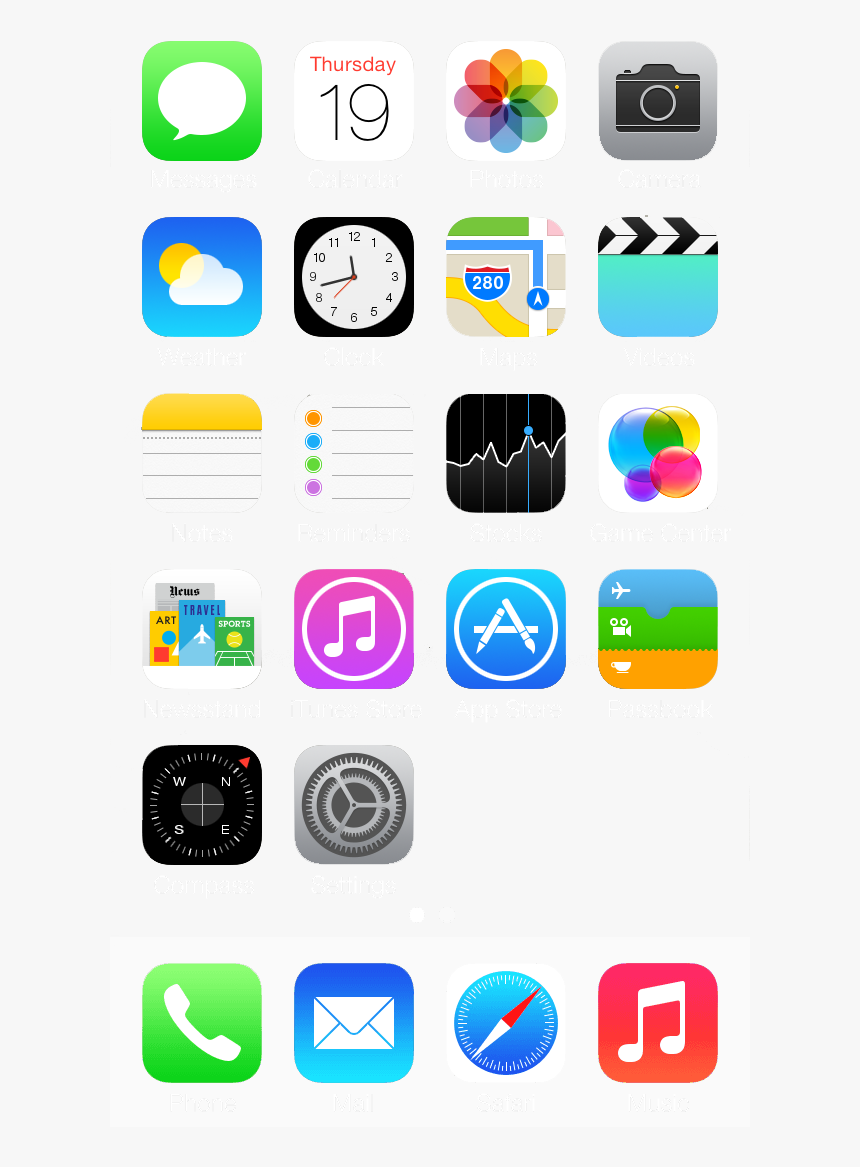 Thursday
19
Messages Calendar Photos Camera
12
11 1
10 2
9 3
8 4
7 5
6
280
Weather Clock Maps Videos
Notes Reminders Stocks Game Center
News
TRAVEL
ART
SPORTS
Newsstand iTunes Store App Store Passbook
W N
S E
Compass Settings
Phone Mail Safari Music